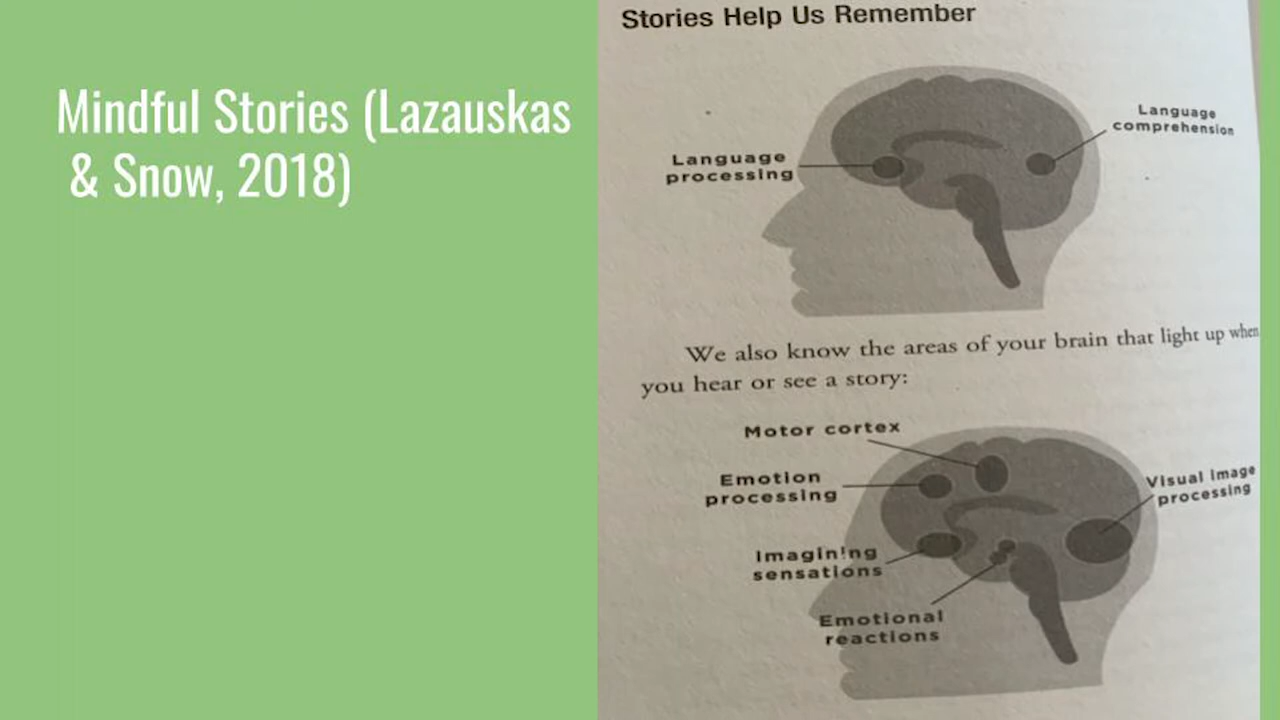 Mindful Stories (Lazauskas
& Snow, 2018)
Stories Help Us Remember
Language
comprehension
Language
processing
We also know the areas of your brain that light up when
you hear or see a story:
Motor cortex
Emotion
processing
Visual image
processing
Imagining
sensations
Emotional
reactions